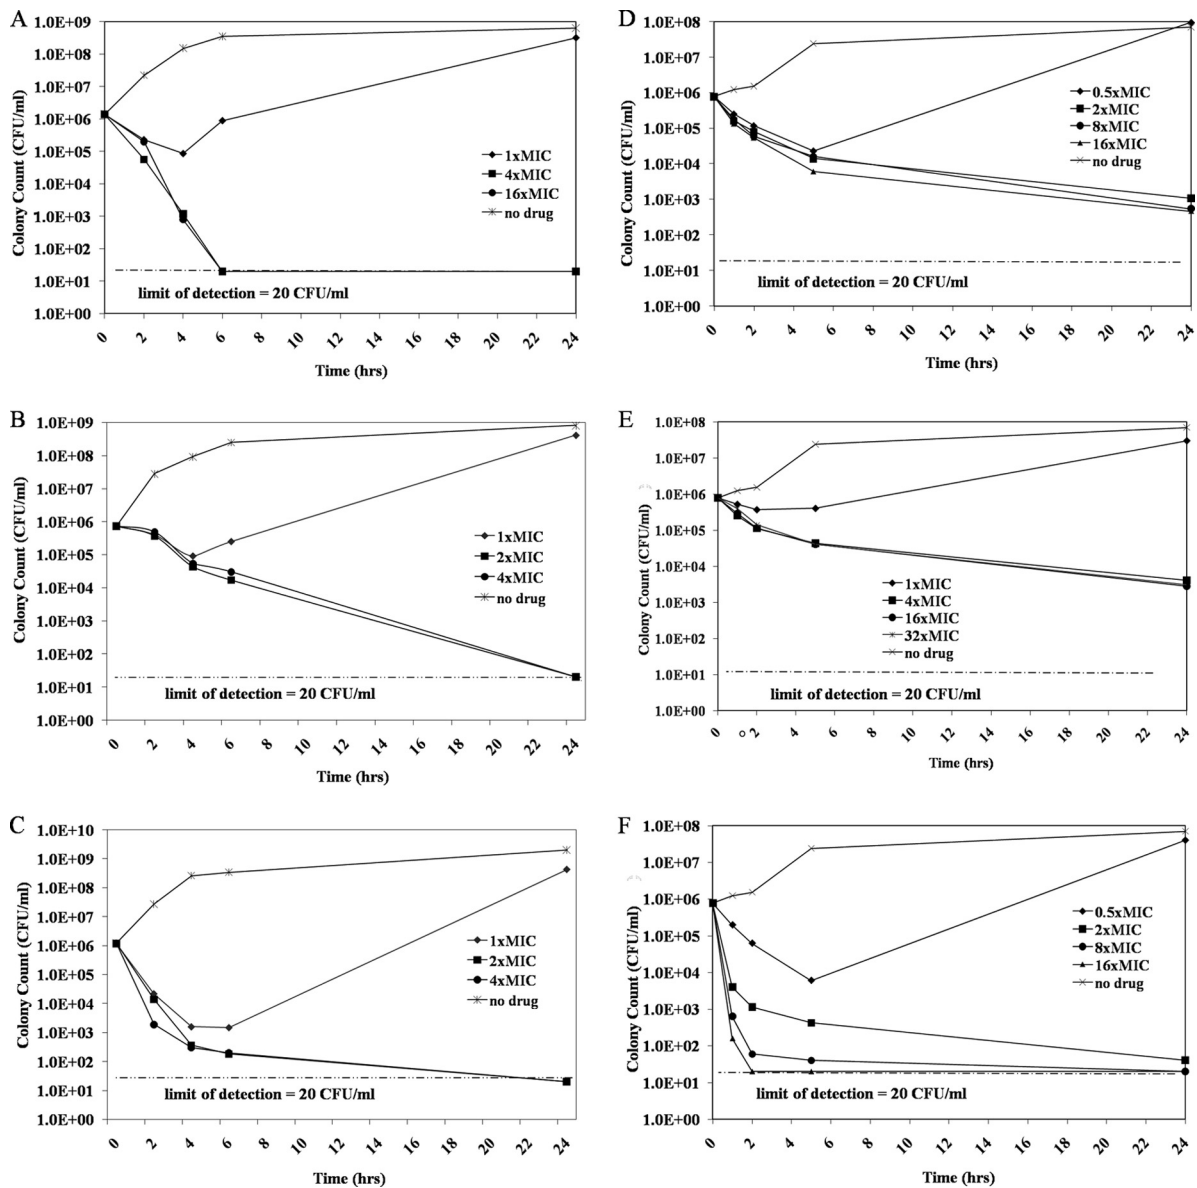 A
Colony Count (CFU/ml)
1.0E+09
1.0E+08
1.0E+07
1.0E+06
1.0E+05
1.0E+04
1.0E+03
1.0E+02
1.0E+01
1.0E+00
1xMIC
4xMIC
16xMIC
no drug
limit of detection = 20 CFU/ml
0 2 4 6 8 10 12 14 16 18 20 22 24
Time (hrs)
D
Colony Count (CFU/ml)
1.0E+08
1.0E+07
1.0E+06
1.0E+05
1.0E+04
1.0E+03
1.0E+02
1.0E+01
1.0E+00
0.5xMIC
2xMIC
8xMIC
16xMIC
no drug
limit of detection = 20 CFU/ml
0 2 4 6 8 10 12 14 16 18 20 22 24
Time (hrs)
B
Colony Count (CFU/ml)
1.0E+09
1.0E+08
1.0E+07
1.0E+06
1.0E+05
1.0E+04
1.0E+03
1.0E+02
1.0E+01
1.0E+00
1xMIC
2xMIC
4xMIC
no drug
limit of detection = 20 CFU/ml
0 2 4 6 8 10 12 14 16 18 20 22 24
Time (hrs)
E
Colony Count (CFU/ml)
1.0E+08
1.0E+07
1.0E+06
1.0E+05
1.0E+04
1.0E+03
1.0E+02
1.0E+01
1.0E+00
1xMIC
4xMIC
16xMIC
32xMIC
no drug
limit of detection = 20 CFU/ml
0 2 4 6 8 10 12 14 16 18 20 22 24
Time (hrs)
C
Colony Count (CFU/ml)
1.0E+10
1.0E+09
1.0E+08
1.0E+07
1.0E+06
1.0E+05
1.0E+04
1.0E+03
1.0E+02
1.0E+01
1.0E+00
1xMIC
2xMIC
4xMIC
no drug
limit of detection = 20 CFU/ml
0 2 4 6 8 10 12 14 16 18 20 22 24
Time (hrs)
F
Colony Count (CFU/ml)
1.0E+08
1.0E+07
1.0E+06
1.0E+05
1.0E+04
1.0E+03
1.0E+02
1.0E+01
1.0E+00
0.5xMIC
2xMIC
8xMIC
16xMIC
no drug
limit of detection = 20 CFU/ml
0 2 4 6 8 10 12 14 16 18 20 22 24
Time (hrs)